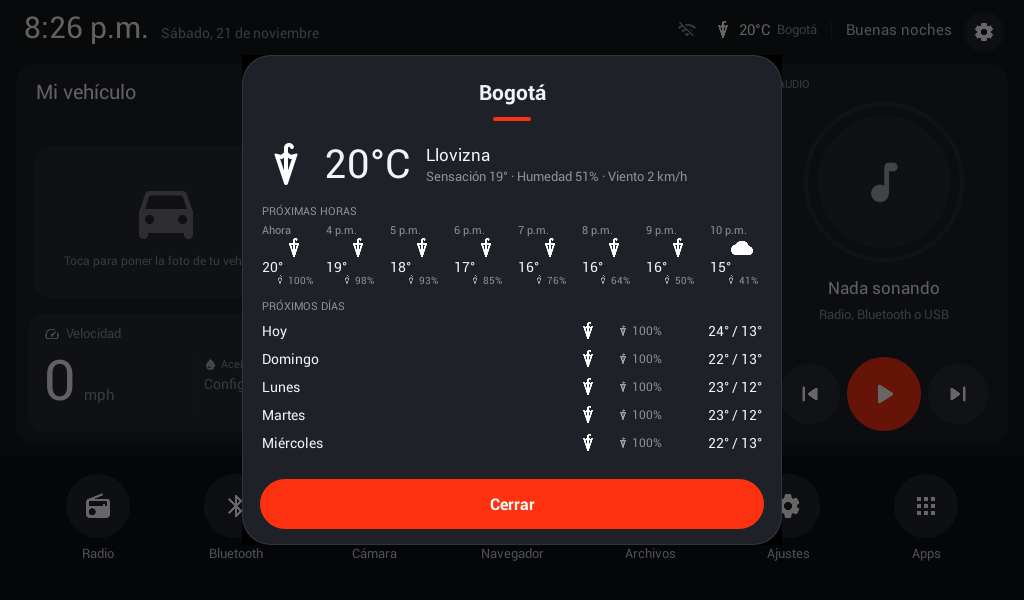 8:26 p.m. Sábado, 21 de noviembre
20°C Bogotá Buenas noches
Mi vehículo
Bogotá
20°C
Llovizna
Sensación 19° · Humedad 51% · Viento 2 km/h
PRÓXIMAS HORAS
Ahora 4 p.m. 5 p.m. 6 p.m. 7 p.m. 8 p.m. 9 p.m. 10 p.m.
20° 19° 18° 17° 16° 16° 16° 15°
100% 98% 93% 85% 76% 64% 50% 41%
PRÓXIMOS DÍAS
Hoy 100% 24° / 13°
Domingo 100% 22° / 13°
Lunes 100% 23° / 12°
Martes 100% 23° / 12°
Miércoles 100% 22° / 13°
Cerrar
Toca para poner la foto de tu veh
Velocidad
0 mph
Acei
Config
UDIO
Nada sonando
Radio, Bluetooth o USB
Radio Bluetooth Cámara Navegador Archivos Ajustes Apps